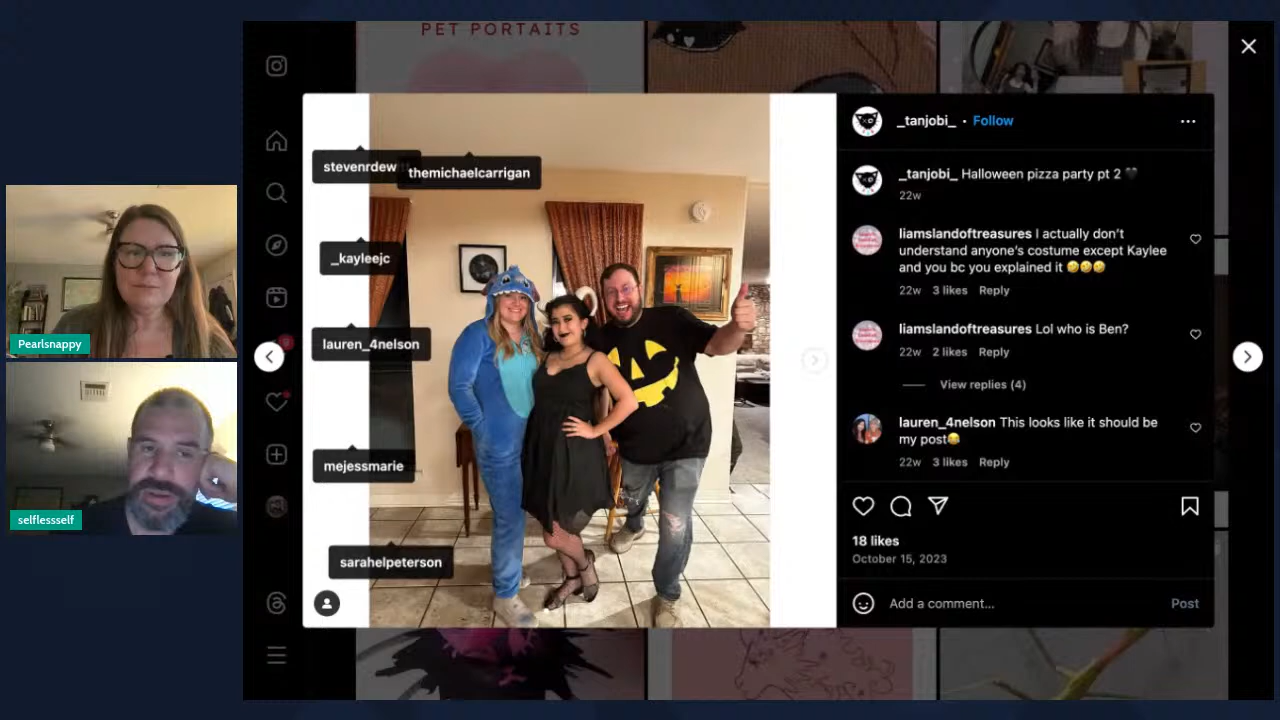 PET PORTAITS
Pearlsnappy
selflessself
stevenrdew
themichaelcarrigan
_kayleejc
lauren_4nelson
mejessmarie
sarahelpeterson
_tanjobi_ • Follow
_tanjobi_ Halloween pizza party pt 2 🖤
22w
liamslandoftreasures I actually don't
understand anyone's costume except Kaylee
and you bc you explained it 🤣🤣🤣
22w 3 likes Reply
liamslandoftreasures Lol who is Ben?
22w 2 likes Reply
View replies (4)
lauren_4nelson This looks like it should be
my post😂
22w 3 likes Reply
18 likes
October 15, 2023
Add a comment...
Post